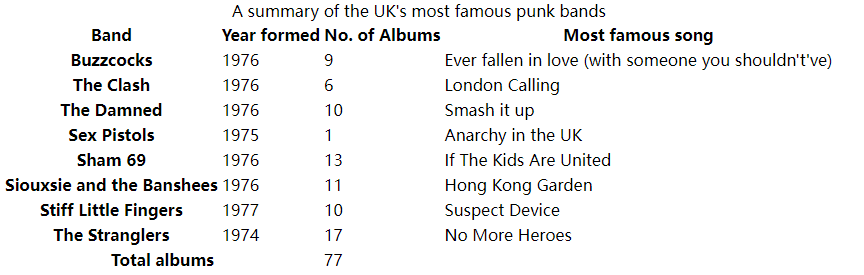 A summary of the UK's most famous punk bands
Band Year formed No. of Albums Most famous song
Buzzcocks 1976 9 Ever fallen in love (with someone you shouldn't've)
The Clash 1976 6 London Calling
The Damned 1976 10 Smash it up
Sex Pistols 1975 1 Anarchy in the UK
Sham 69 1976 13 If The Kids Are United
Siouxsie and the Banshees 1976 11 Hong Kong Garden
Stiff Little Fingers 1977 10 Suspect Device
The Stranglers 1974 17 No More Heroes
Total albums 77